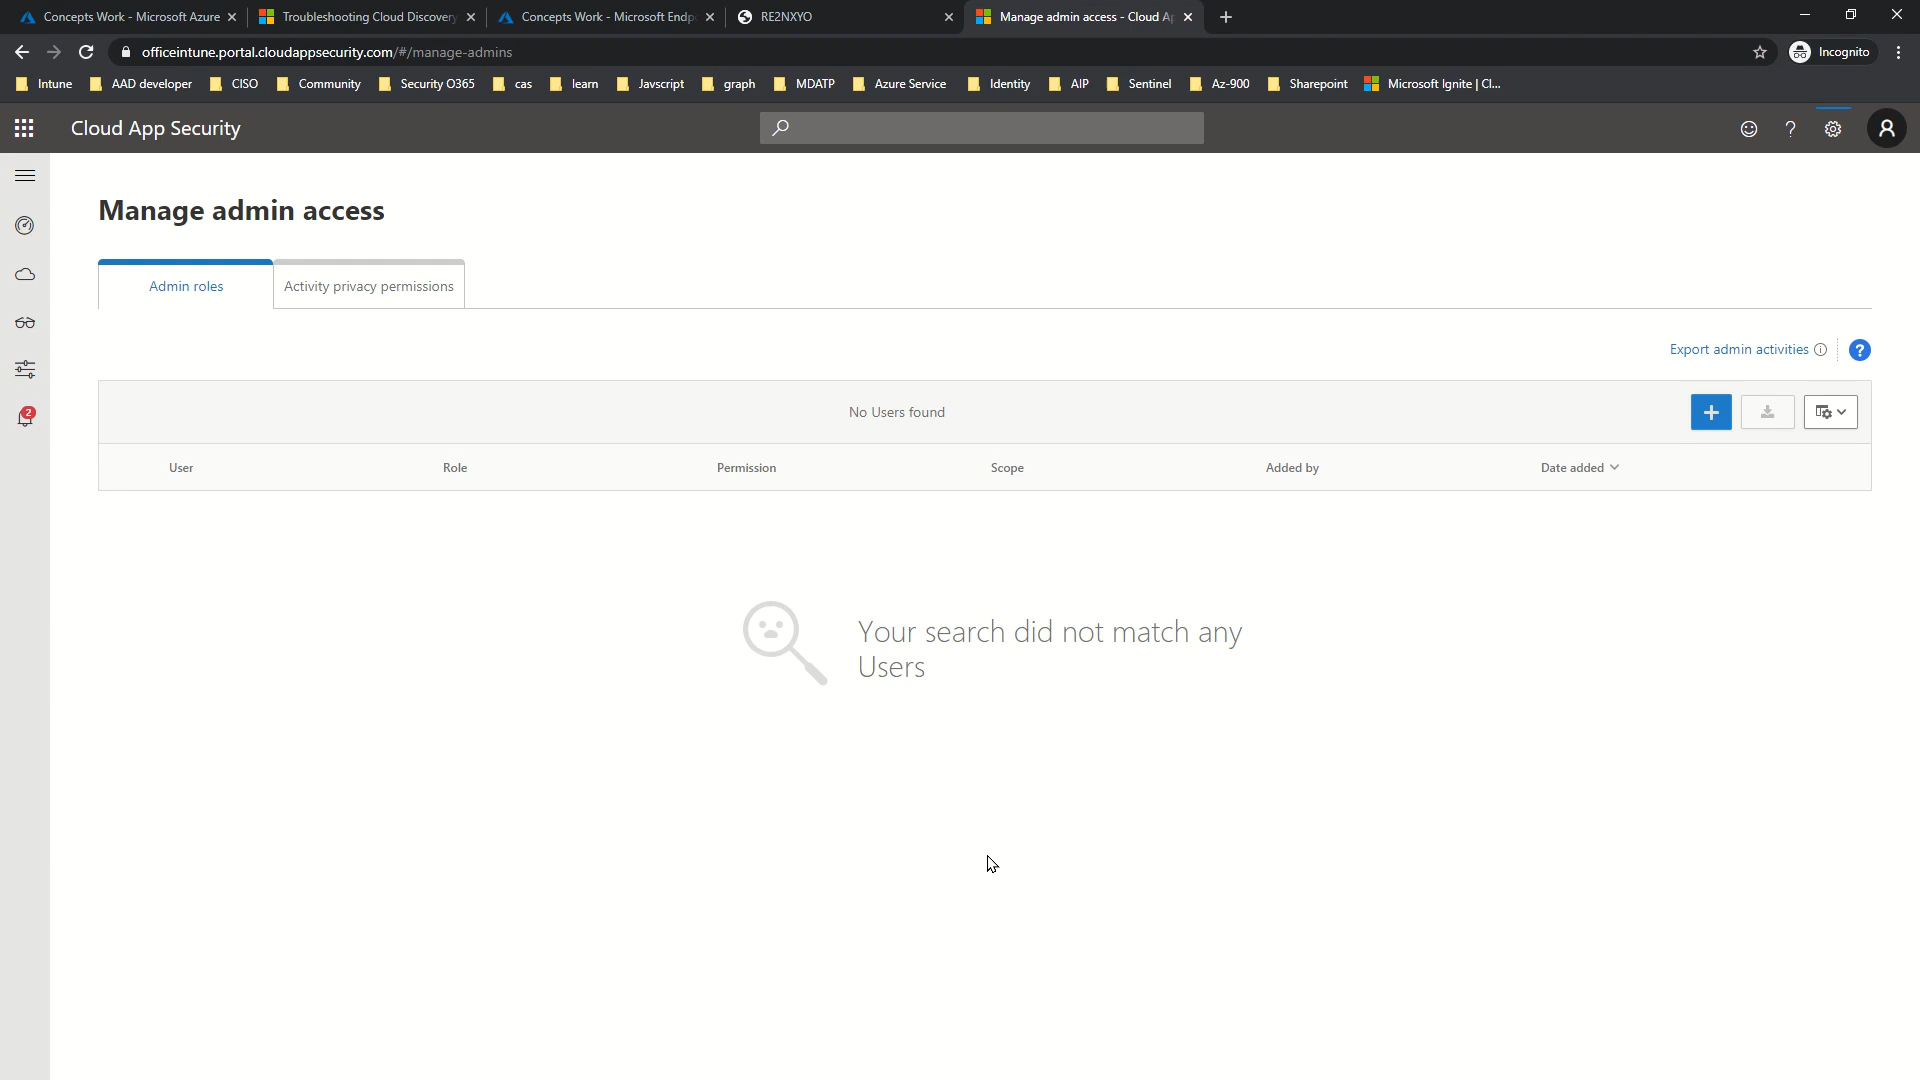 Concepts Work - Microsoft Azure
Troubleshooting Cloud Discovery
Concepts Work - Microsoft Endp
RE2NXYO
Manage admin access - Cloud A
officeintune.portal.cloudappsecurity.com/#/manage-admins
Incognito
Intune
AAD developer
CISO
Community
Security O365
cas
learn
Javscript
graph
MDATP
Azure Service
Identity
AIP
Sentinel
Az-900
Sharepoint
Microsoft Ignite | Cl...
Cloud App Security
?
Manage admin access
Admin roles
Activity privacy permissions
Export admin activities
?
No Users found
User
Role
Permission
Scope
Added by
Date added
2
Your search did not match any
Users